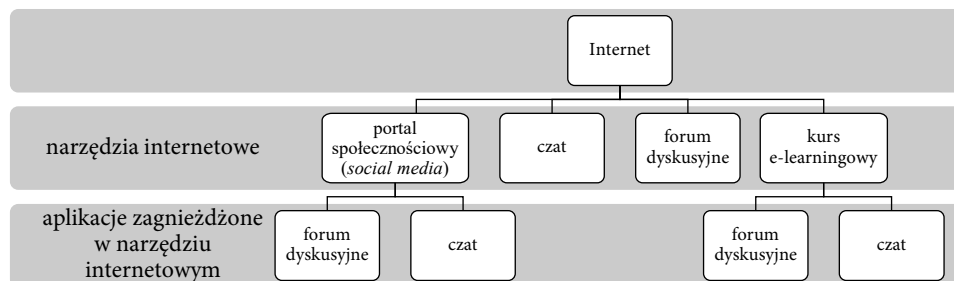 Internet
narzędzia internetowe
portal
społecznościowy
(social media)
czat
forum
dyskusyjne
kurs
e-learningowy
aplikacje zagnieżdżone
w narzędziu
internetowym
forum
dyskusyjne
czat
forum
dyskusyjne
czat